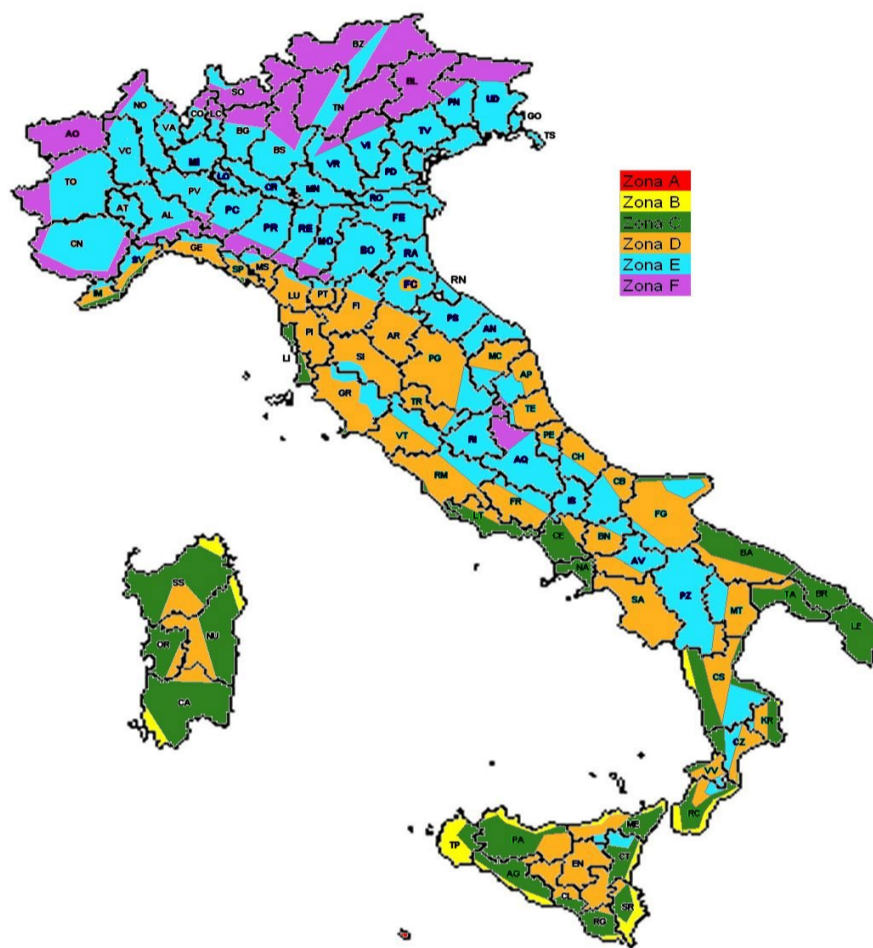 BZ
SO
BL
TN
PN
UD
NO
CO
LC
GO
AO
VA
BG
TV
TS
VC
BS
VI
MI
VR
PD
TO
LO
PV
CR
MN
RO
AT
AL
PC
FE
PR
RE
MO
CN
GE
BO
RA
SV
SP
MS
FC
RN
IM
LU
PT
FI
PS
PI
AN
AR
LI
SI
PG
MC
AP
GR
TR
TE
VT
RI
PE
AQ
CH
RM
FR
IS
CB
LT
FG
CE
BN
BA
NA
AV
SA
PZ
MT
TA
BR
LE
SS
NU
OR
CA
CS
KR
CZ
VV
RC
ME
PA
TP
AG
EN
CT
CL
RG
SR
Zona A
Zona B
Zona C
Zona D
Zona E
Zona F